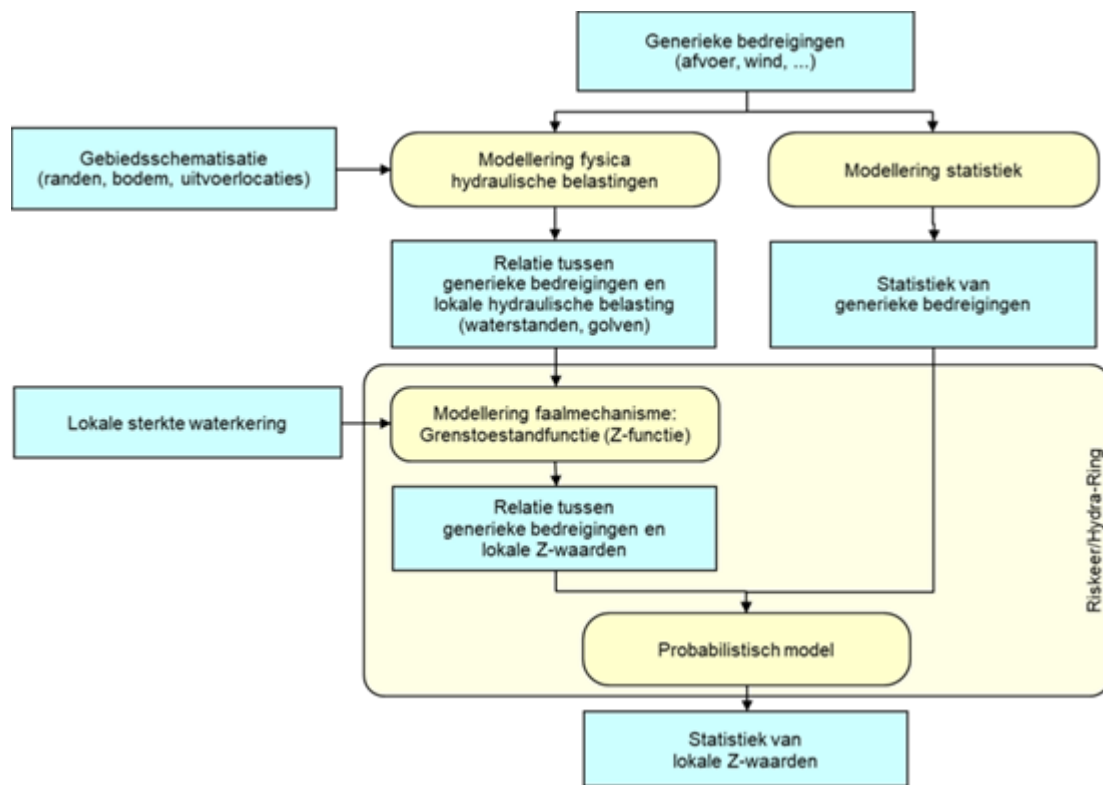 Generieke bedreigingen
(afvoer, wind, ...)
Gebiedsschematisatie
(randen, bodem, uitvoerlocaties)
Modellering fysica
hydraulische belastingen
Modellering statistiek
Relatie tussen
generieke bedreigingen en
lokale hydraulische belasting
(waterstanden, golven)
Statistiek van
generieke bedreigingen
Lokale sterkte waterkering
Modellering faalmechanisme:
Grenstoestandfunctie (Z-functie)
Relatie tussen
generieke bedreigingen en
lokale Z-waarden
Riskeer/Hydra-Ring
Probabilistisch model
Statistiek van
lokale Z-waarden